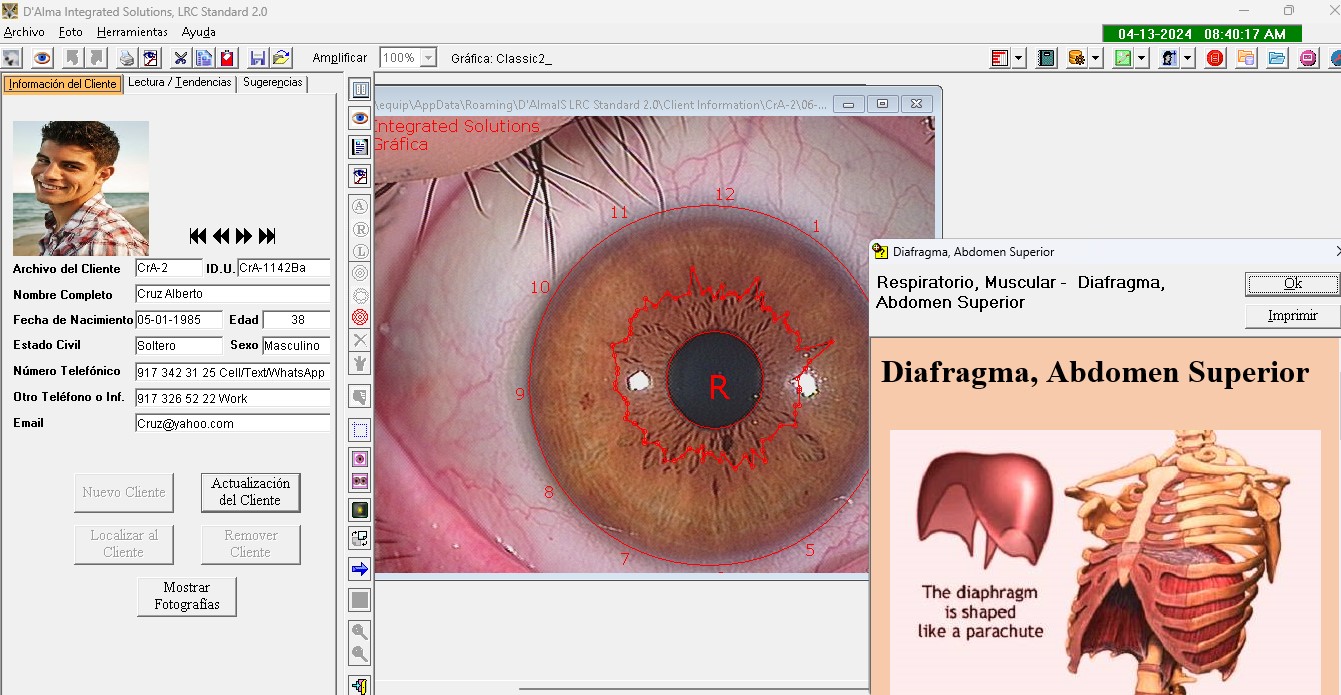 D'Alma Integrated Solutions, LRC Standard 2.0
Archivo Foto Herramientas Ayuda
04-13-2024 08:40:17 AM
Amplificar 100% Gráfica: Classic2_
Información del Cliente Lectura / Tendencias Sugerencias
Archivo del Cliente CrA-2 I.D.U. CrA-1142Ba
Nombre Completo Cruz Alberto
Fecha de Nacimiento 05-01-1985 Edad 38
Estado Civil Soltero Sexo Masculino
Número Telefónico 917 342 31 25 Cell/Text/WhatsApp
Otro Teléfono o Inf. 917 326 52 22 Work
Email Cruz@yahoo.com
Nuevo Cliente
Actualización
del Cliente
Localizar al
Cliente
Remover
Cliente
Mostrar
Fotografías
A
R
L
\equip\AppData\Roaming\D'AlmaIS LRC Standard 2.0\Client Information\CrA-2\06-...
Integrated Solutions
Gráfica
12
11
1
10
9
R
8
7
5
Diafragma, Abdomen Superior
Respiratorio, Muscular - Diafragma,
Abdomen Superior
Ok
Imprimir
Diafragma, Abdomen Superior
The diaphragm
is shaped
like a parachute